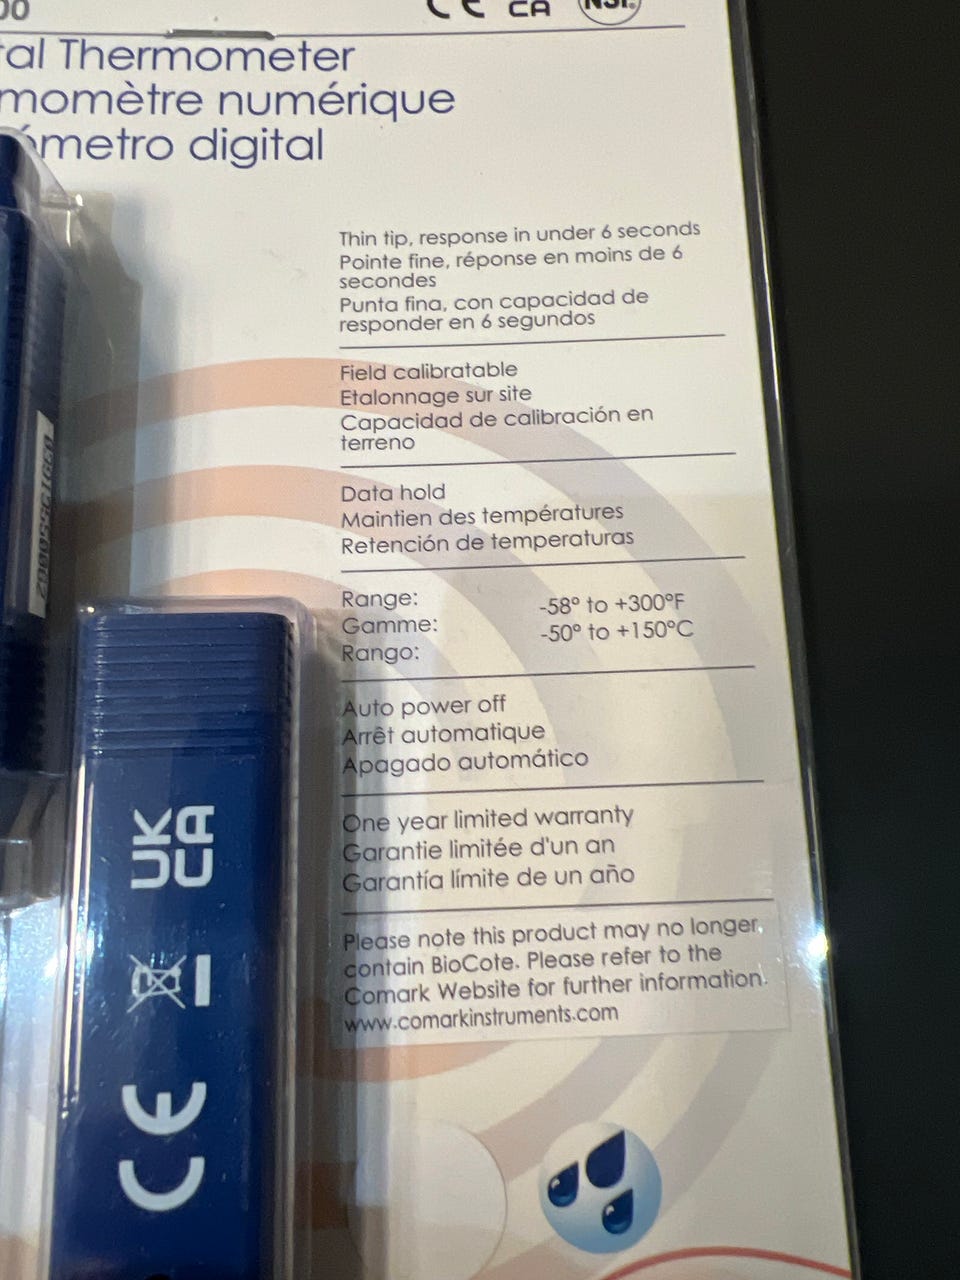 00
CE
CA
NSF
tal Thermometer
momètre numérique
ómetro digital
Thin tip, response in under 6 seconds
Pointe fine, réponse en moins de 6
secondes
Punta fina, con capacidad de
responder en 6 segundos
Field calibratable
Etalonnage sur site
Capacidad de calibración en
terreno
Data hold
Maintien des températures
Retención de temperaturas
Range: -58° to +300°F
Gamme: -50° to +150°C
Rango:
Auto power off
Arrêt automatique
Apagado automático
One year limited warranty
Garantie limitée d'un an
Garantía límite de un año
Please note this product may no longer
contain BioCote. Please refer to the
Comark Website for further information.
www.comarkinstruments.com
UK
CA
CE